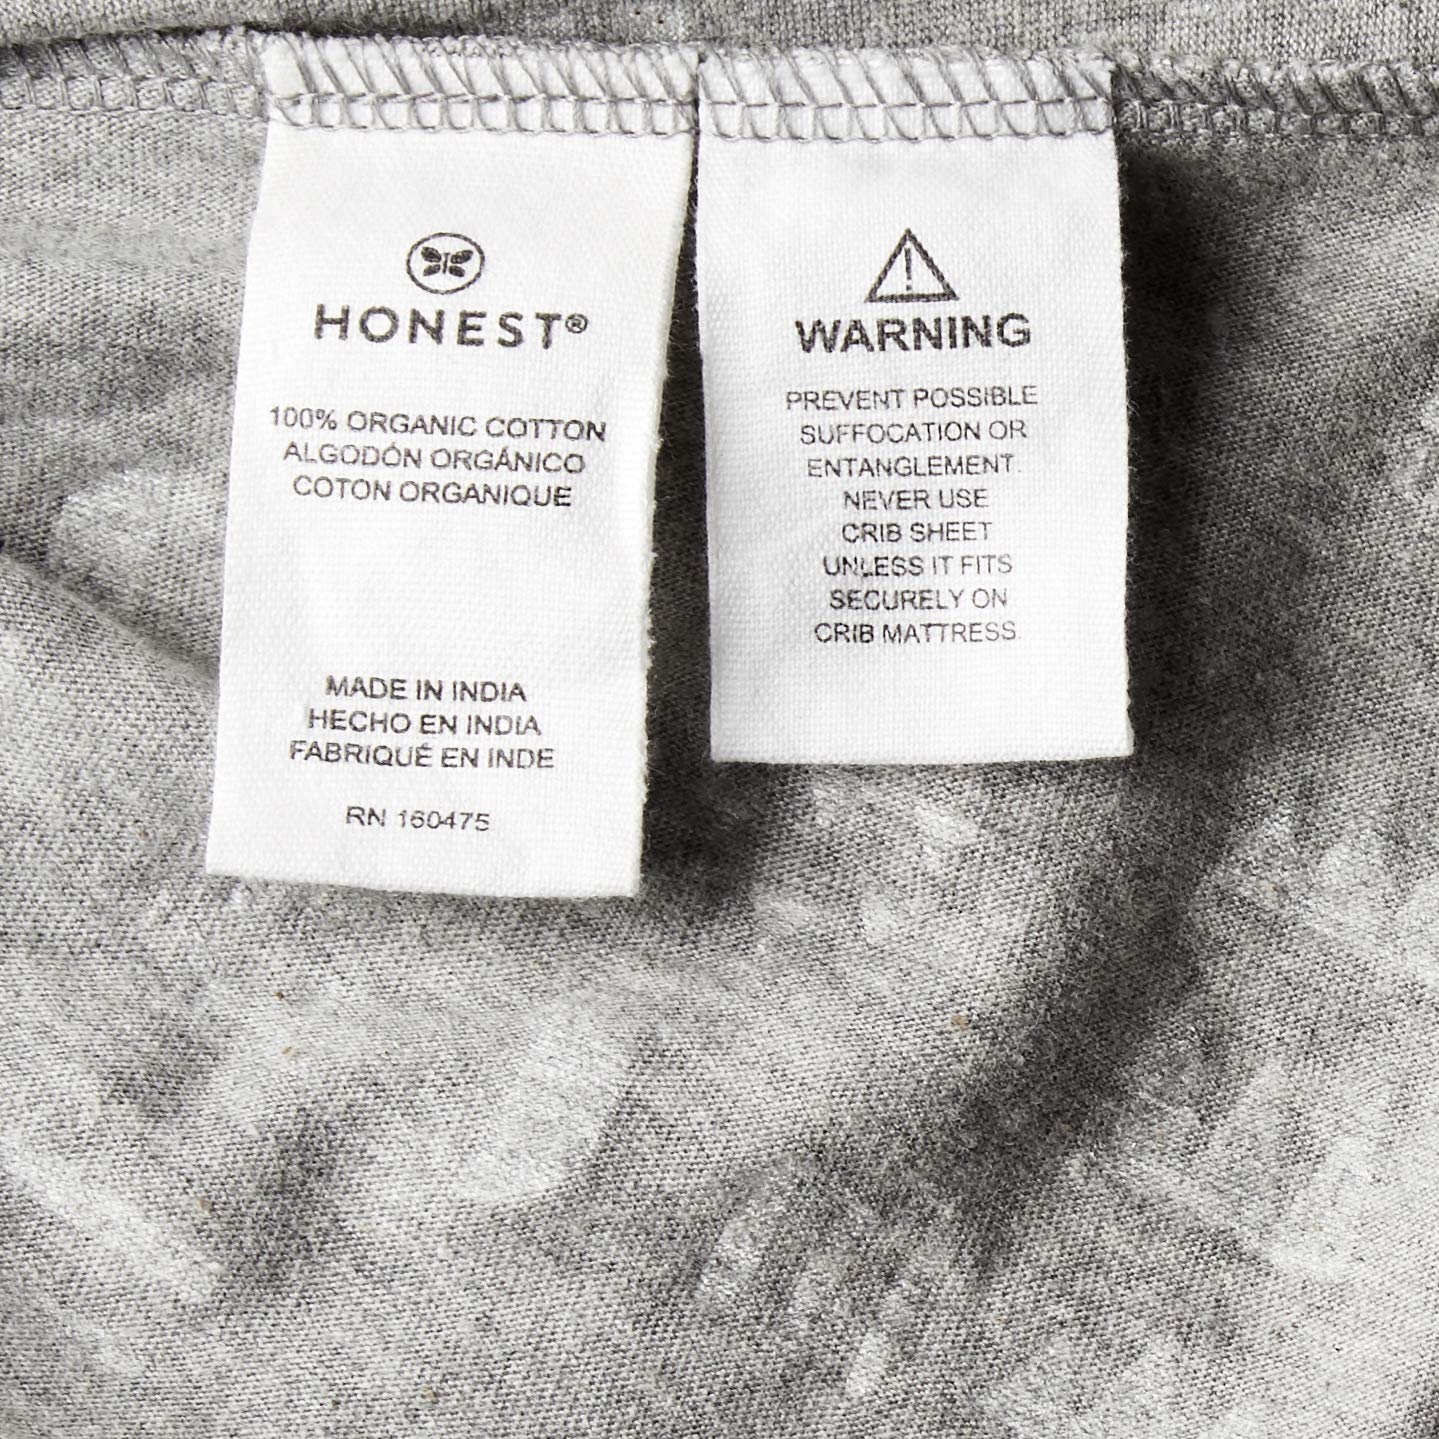 HONEST®
100% ORGANIC COTTON
ALGODÓN ORGÁNICO
COTON ORGANIQUE
MADE IN INDIA
HECHO EN INDIA
FABRIQUÉ EN INDE
RN 160475
WARNING
PREVENT POSSIBLE
SUFFOCATION OR
ENTANGLEMENT.
NEVER USE
CRIB SHEET
UNLESS IT FITS
SECURELY ON
CRIB MATTRESS.